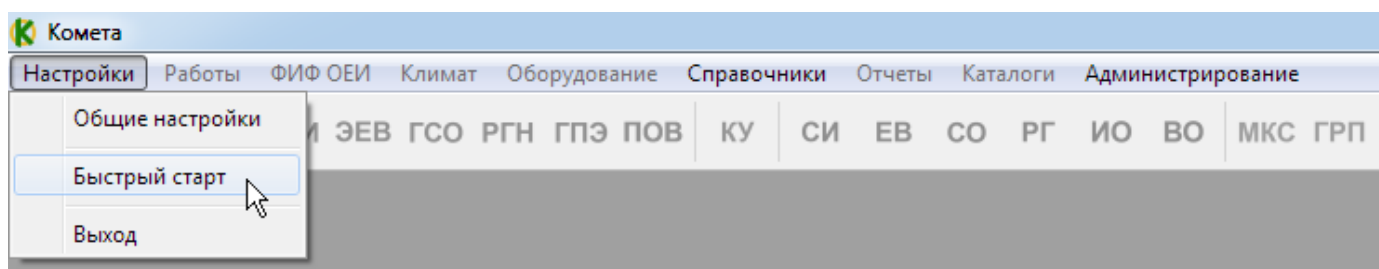 Комета
Настройки Работы ФИФ ОЕИ Климат Оборудование Справочники Отчеты Каталоги Администрирование
Общие настройки
ЭЕВ ГСО РГН ГПЭ ПОВ КУ СИ ЕВ СО РГ ИО ВО МКС ГРП
Быстрый старт
Выход